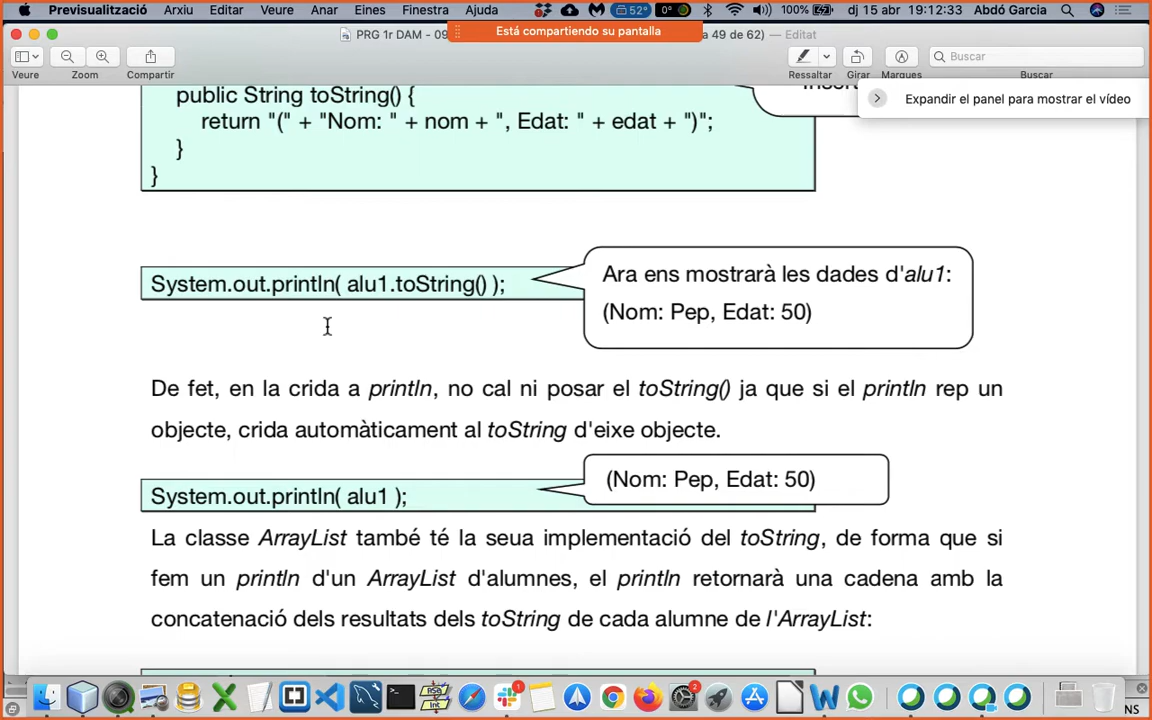 Previsualització Arxiu Editar Veure Anar Eines Finestra Ajuda 52° 0° 100% dj 15 abr 19:12:33 Abdó Garcia
Está compartiendo su pantalla
PRG 1r DAM - 09 a 49 de 62) — Editat
Buscar
Veure Zoom Compartir Ressaltar Girar Marques Buscar
Expandir el panel para mostrar el vídeo
public String toString() {
return "(" + "Nom: " + nom + ", Edat: " + edat + ")";
}
}
System.out.println( alu1.toString() );
Ara ens mostrarà les dades d'alu1:
(Nom: Pep, Edat: 50)
De fet, en la crida a println, no cal ni posar el toString() ja que si el println rep un
objecte, crida automàticament al toString d'eixe objecte.
(Nom: Pep, Edat: 50)
System.out.println( alu1 );
La classe ArrayList també té la seua implementació del toString, de forma que si
fem un println d'un ArrayList d'alumnes, el println retornarà una cadena amb la
concatenació dels resultats dels toString de cada alumne de l'ArrayList:
NS